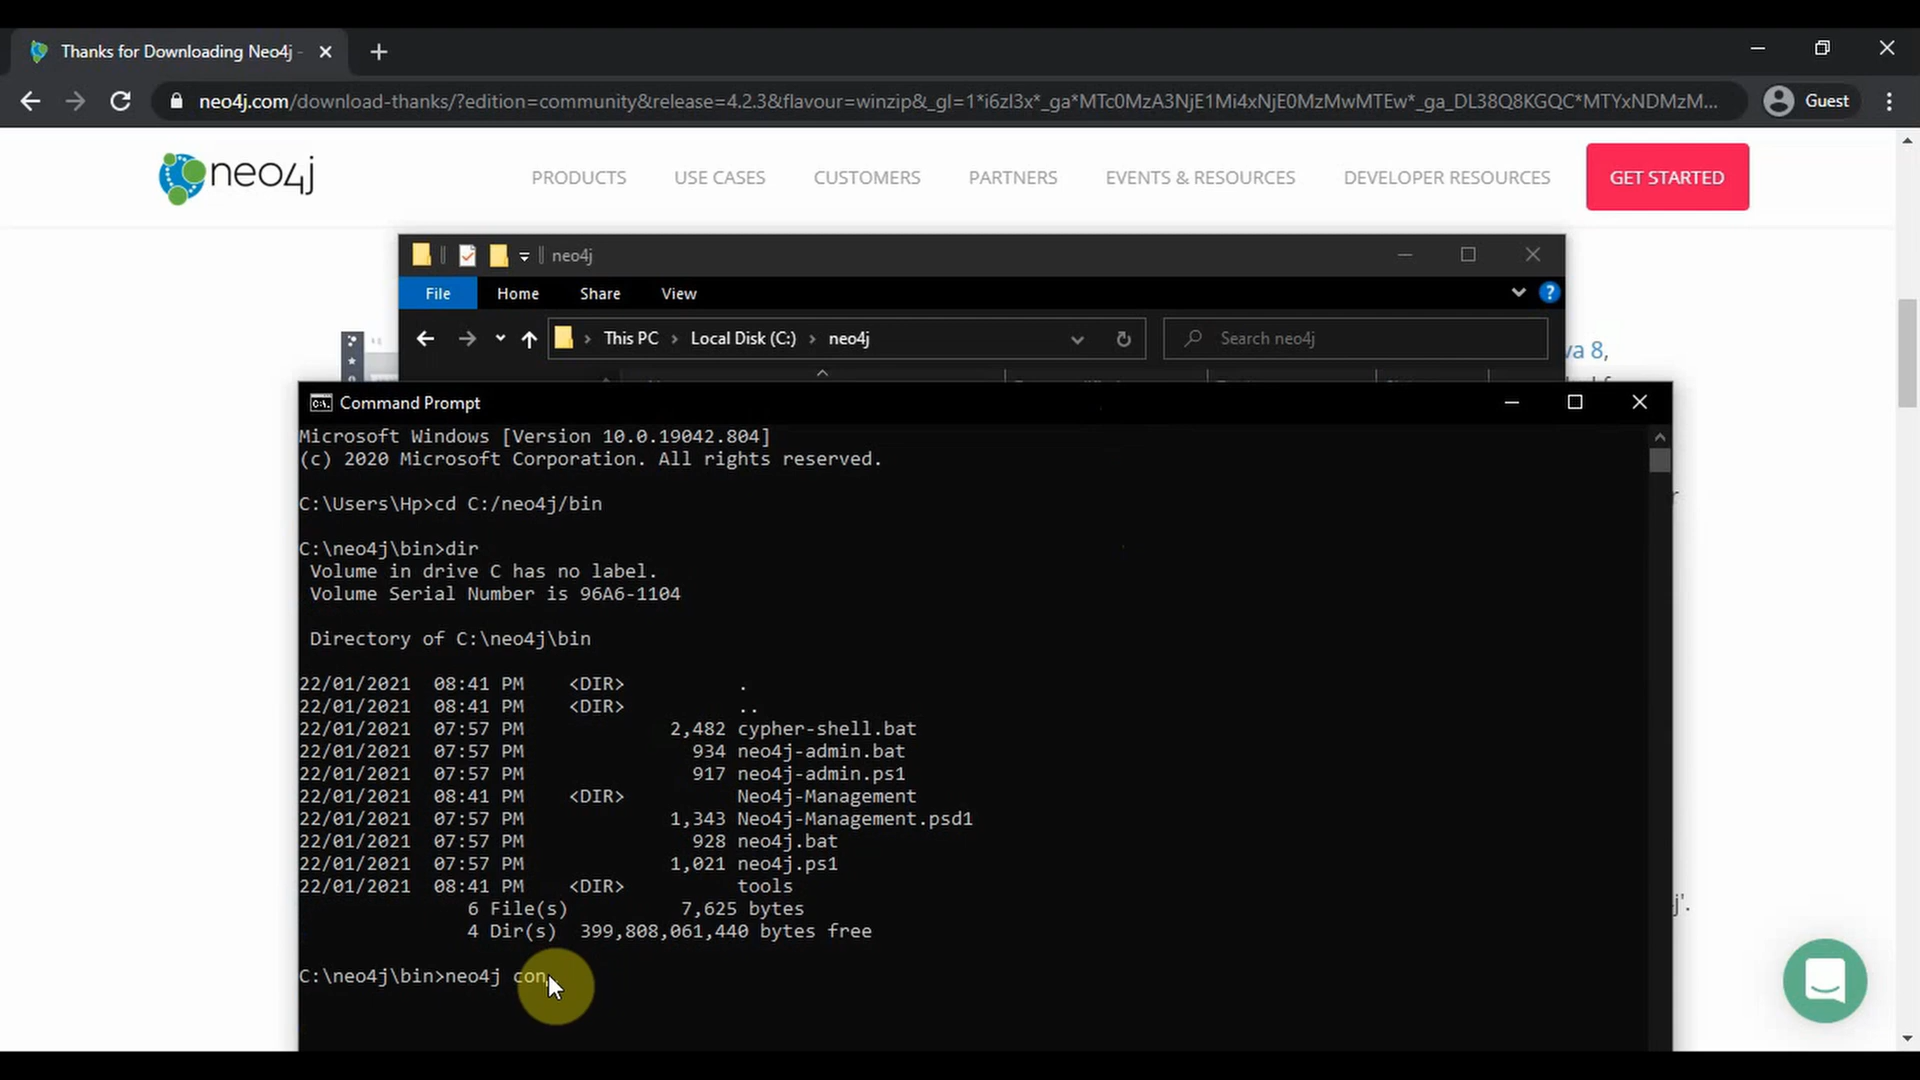 Thanks for Downloading Neo4j -
neo4j.com/download-thanks/?edition=community&release=4.2.3&flavour=winzip&_gl=1*i6zl3x*_ga*MTc0MzA3NjE1Mi4xNjE0MzMwMTEw*_ga_DL38Q8KGQC*MTYxNDMzM...
Guest
neo4j
PRODUCTS
USE CASES
CUSTOMERS
PARTNERS
EVENTS & RESOURCES
DEVELOPER RESOURCES
GET STARTED
neo4j
File
Home
Share
View
This PC > Local Disk (C:) > neo4j
Search neo4j
va 8,
Command Prompt
Microsoft Windows [Version 10.0.19042.804]
(c) 2020 Microsoft Corporation. All rights reserved.
C:\Users\Hp>cd C:/neo4j/bin
C:\neo4j\bin>dir
Volume in drive C has no label.
Volume Serial Number is 96A6-1104
Directory of C:\neo4j\bin
22/01/2021 08:41 PM <DIR> .
22/01/2021 08:41 PM <DIR> ..
22/01/2021 07:57 PM 2,482 cypher-shell.bat
22/01/2021 07:57 PM 934 neo4j-admin.bat
22/01/2021 07:57 PM 917 neo4j-admin.ps1
22/01/2021 08:41 PM <DIR> Neo4j-Management
22/01/2021 07:57 PM 1,343 Neo4j-Management.psd1
22/01/2021 07:57 PM 928 neo4j.bat
22/01/2021 07:57 PM 1,021 neo4j.ps1
22/01/2021 08:41 PM <DIR> tools
6 File(s) 7,625 bytes
4 Dir(s) 399,808,061,440 bytes free
j'.
C:\neo4j\bin>neo4j con